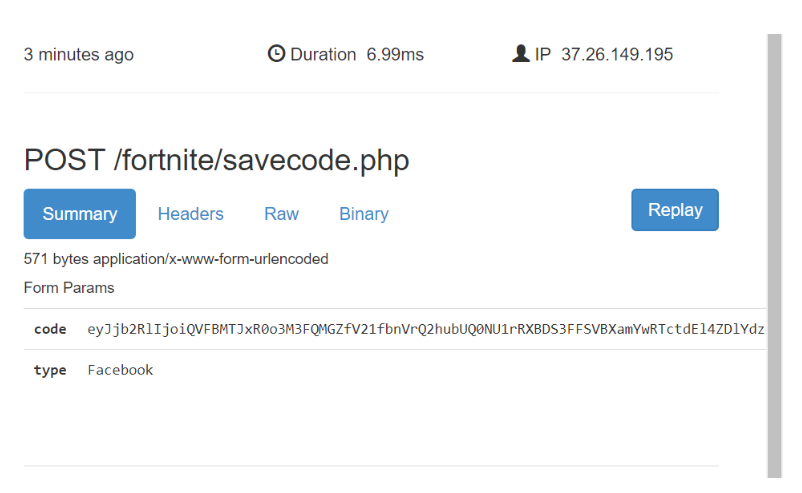 3 minutes ago Duration 6.99ms IP 37.26.149.195
POST /fortnite/savecode.php
Summary Headers Raw Binary Replay
571 bytes application/x-www-form-urlencoded
Form Params
code eyJjb2RlIjoiQVFBMTJxR0o3M3FQMGZfV21fbnVrQ2hubUQ0NU1rRXBDS3FFSVBXamYwRTctdEl4ZDlYdz
type Facebook